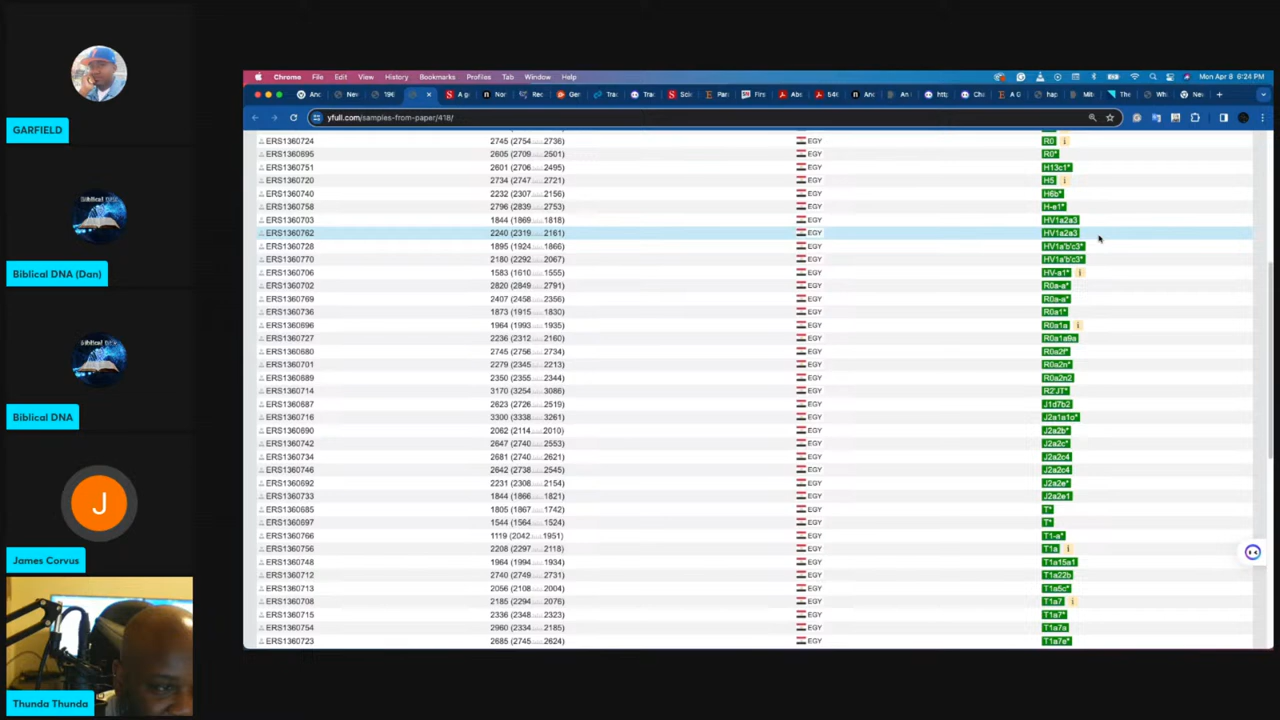 GARFIELD
Biblical DNA (Dan)
Biblical DNA
J
James Corvus
Thunda Thunda
Chrome File Edit View History Bookmarks Profiles Tab Window Help
Mon Apr 8 6:24 PM
yfull.com/samples-from-paper/418/
ERS1360724 2745 (2754 ..... 2736) EGY R0 i
ERS1360695 2605 (2709 ..... 2501) EGY R0*
ERS1360751 2601 (2706 ..... 2495) EGY H13c1*
ERS1360720 2734 (2747 ..... 2721) EGY H5 i
ERS1360740 2232 (2307 ..... 2156) EGY H6b*
ERS1360758 2796 (2839 ..... 2753) EGY H-e1*
ERS1360703 1844 (1869 ..... 1818) EGY HV1a2a3
ERS1360762 2240 (2319 ..... 2161) EGY HV1a2a3
ERS1360728 1895 (1924 ..... 1866) EGY HV1a'b'c3*
ERS1360770 2180 (2292 ..... 2067) EGY HV1a'b'c3*
ERS1360706 1583 (1610 ..... 1555) EGY HV-a1* i
ERS1360702 2820 (2849 ..... 2791) EGY R0a-a*
ERS1360769 2407 (2458 ..... 2356) EGY R0a-a*
ERS1360736 1873 (1915 ..... 1830) EGY R0a1*
ERS1360696 1964 (1993 ..... 1935) EGY R0a1a i
ERS1360727 2236 (2312 ..... 2160) EGY R0a1a9a
ERS1360680 2745 (2756 ..... 2734) EGY R0a2f*
ERS1360701 2279 (2345 ..... 2213) EGY R0a2n*
ERS1360689 2350 (2355 ..... 2344) EGY R0a2n2
ERS1360714 3170 (3254 ..... 3086) EGY R2'JT*
ERS1360687 2623 (2726 ..... 2519) EGY J1d7b2
ERS1360716 3300 (3338 ..... 3261) EGY J2a1a1o*
ERS1360690 2062 (2114 ..... 2010) EGY J2a2b*
ERS1360742 2647 (2740 ..... 2553) EGY J2a2c*
ERS1360734 2681 (2740 ..... 2621) EGY J2a2c4
ERS1360746 2642 (2738 ..... 2545) EGY J2a2c4
ERS1360692 2231 (2308 ..... 2154) EGY J2a2e*
ERS1360733 1844 (1866 ..... 1821) EGY J2a2e1
ERS1360685 1805 (1867 ..... 1742) EGY T*
ERS1360697 1544 (1564 ..... 1524) EGY T*
ERS1360766 1119 (2042 ..... 1951) EGY T1-a*
ERS1360756 2208 (2297 ..... 2118) EGY T1a i
ERS1360748 1964 (1994 ..... 1934) EGY T1a15a1
ERS1360712 2740 (2749 ..... 2731) EGY T1a22b
ERS1360713 2056 (2108 ..... 2004) EGY T1a5c*
ERS1360708 2185 (2294 ..... 2076) EGY T1a7 i
ERS1360715 2336 (2348 ..... 2323) EGY T1a7*
ERS1360754 2960 (2334 ..... 2185) EGY T1a7a
ERS1360723 2685 (2745 ..... 2624) EGY T1a7a*